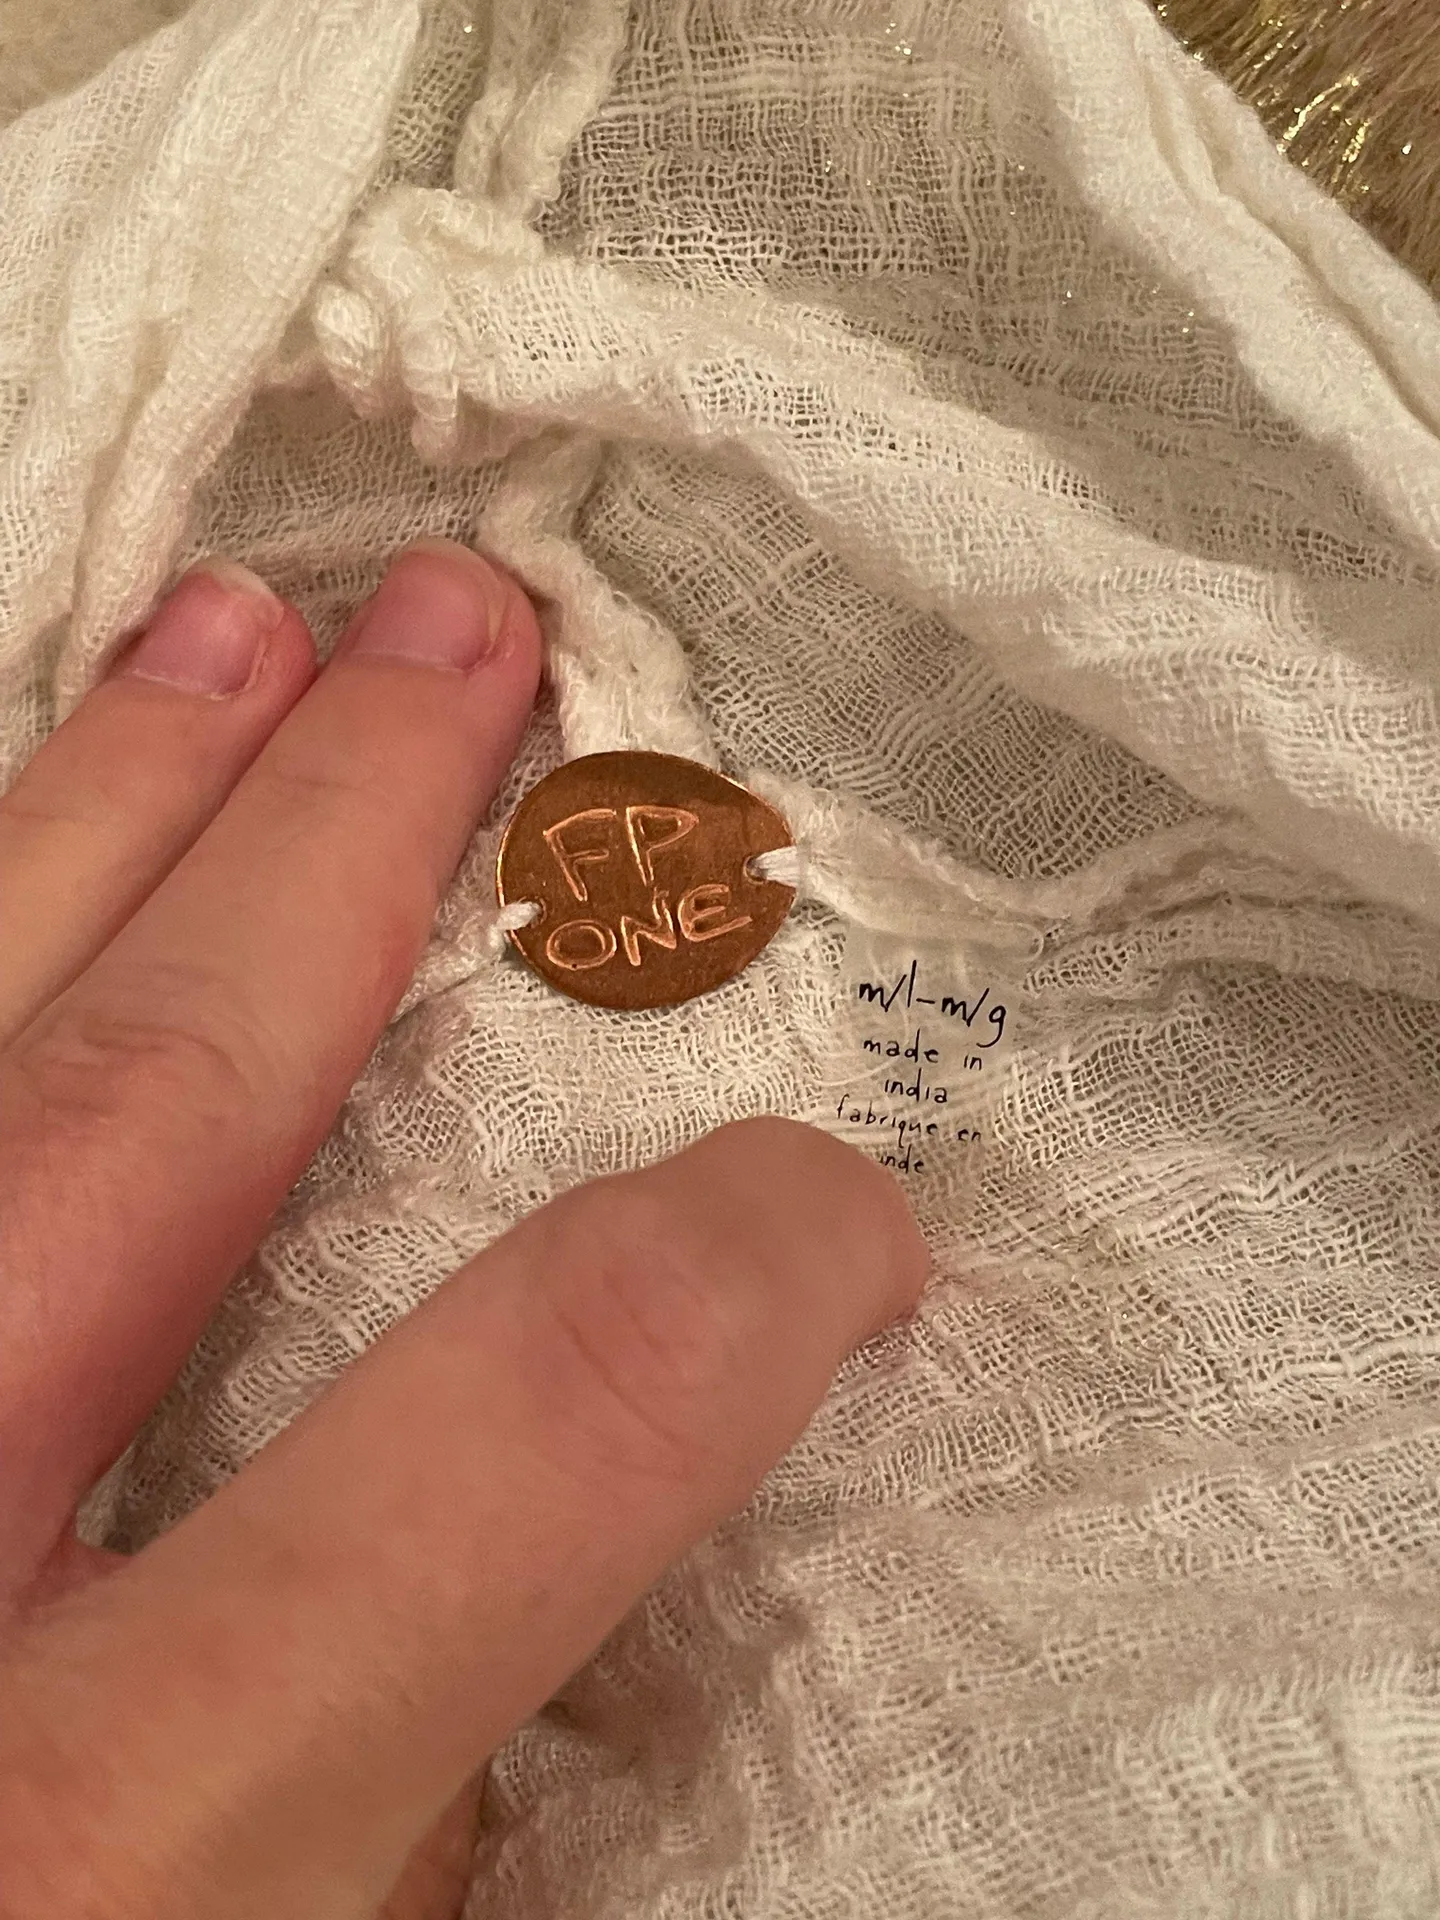 FP
ONE
m/l-m/g
made in
india
fabrique en
inde